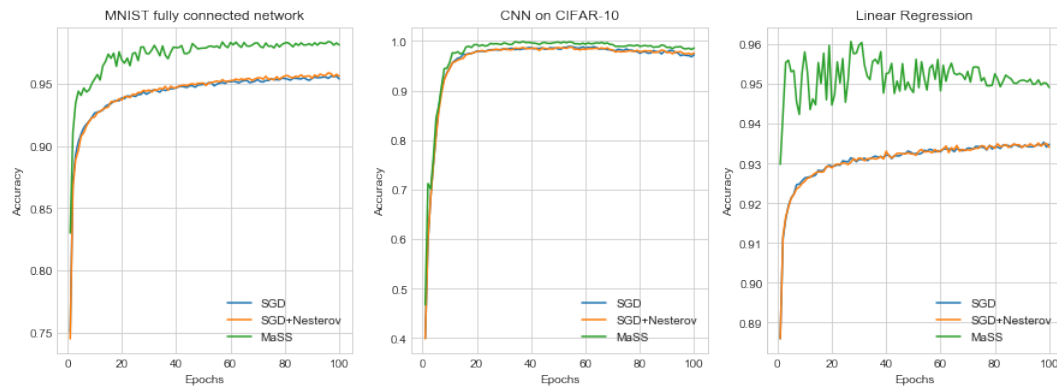 MNIST fully connected network
Accuracy
0.95
0.90
0.85
0.80
0.75
0 20 40 60 80 100
Epochs
SGD
SGD+Nesterov
MaSS
CNN on CIFAR-10
Accuracy
1.0
0.9
0.8
0.7
0.6
0.5
0.4
0 20 40 60 80 100
Epochs
SGD
SGD+Nesterov
MaSS
Linear Regression
Accuracy
0.96
0.95
0.94
0.93
0.92
0.91
0.90
0.89
0 20 40 60 80 100
Epochs
SGD
SGD+Nesterov
MaSS